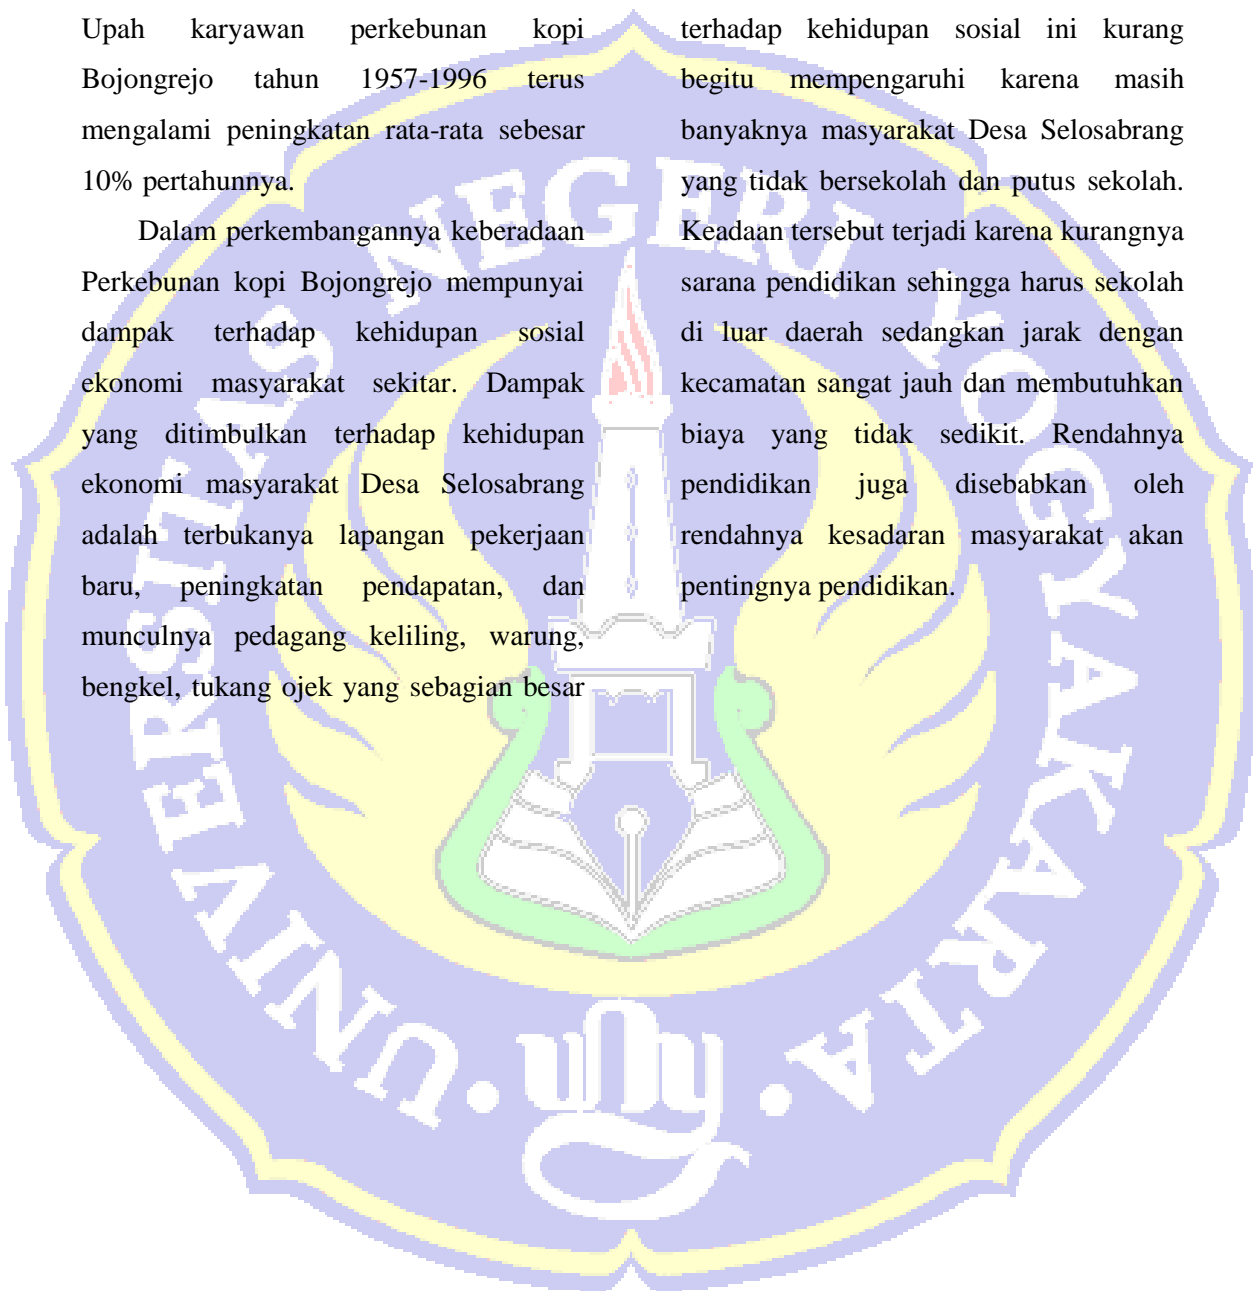 Upah karyawan perkebunan kopi
Bojongrejo tahun 1957-1996 terus
mengalami peningkatan rata-rata sebesar
10% pertahunnya.
Dalam perkembangannya keberadaan
Perkebunan kopi Bojongrejo mempunyai
dampak terhadap kehidupan sosial
ekonomi masyarakat sekitar. Dampak
yang ditimbulkan terhadap kehidupan
ekonomi masyarakat Desa Selosabrang
adalah terbukanya lapangan pekerjaan
baru, peningkatan pendapatan, dan
munculnya pedagang keliling, warung,
bengkel, tukang ojek yang sebagian besar
terhadap kehidupan sosial ini kurang
begitu mempengaruhi karena masih
banyaknya masyarakat Desa Selosabrang
yang tidak bersekolah dan putus sekolah.
Keadaan tersebut terjadi karena kurangnya
sarana pendidikan sehingga harus sekolah
di luar daerah sedangkan jarak dengan
kecamatan sangat jauh dan membutuhkan
biaya yang tidak sedikit. Rendahnya
pendidikan juga disebabkan oleh
rendahnya kesadaran masyarakat akan
pentingnya pendidikan.
UNIVERSITAS NEGERI YOGYAKARTA
uny